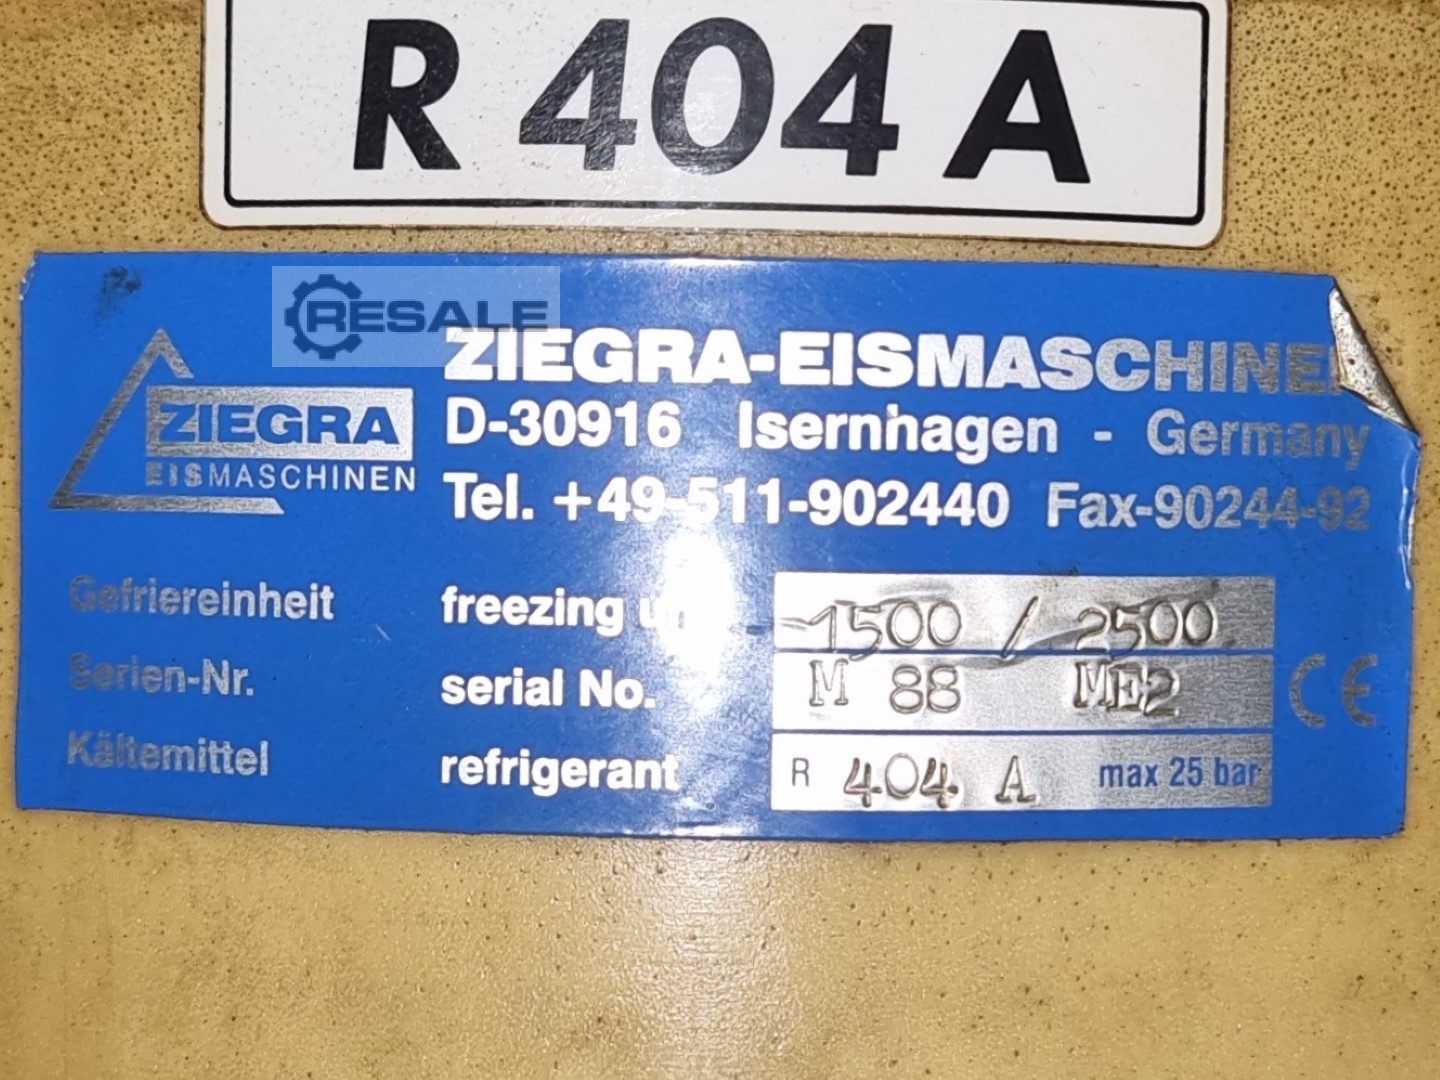 R 404 A
RESALE
ZIEGRA-EISMASCHINEN
D-30916 Isernhagen - Germany
ZIEGRA
EISMASCHINEN
Tel. +49-511-902440 Fax-90244-92
Gefriereinheit freezing 1500 / 2500
Serien-Nr. serial No. M 88 ME2 CE
Kältemittel refrigerant R 404 A max 25 bar